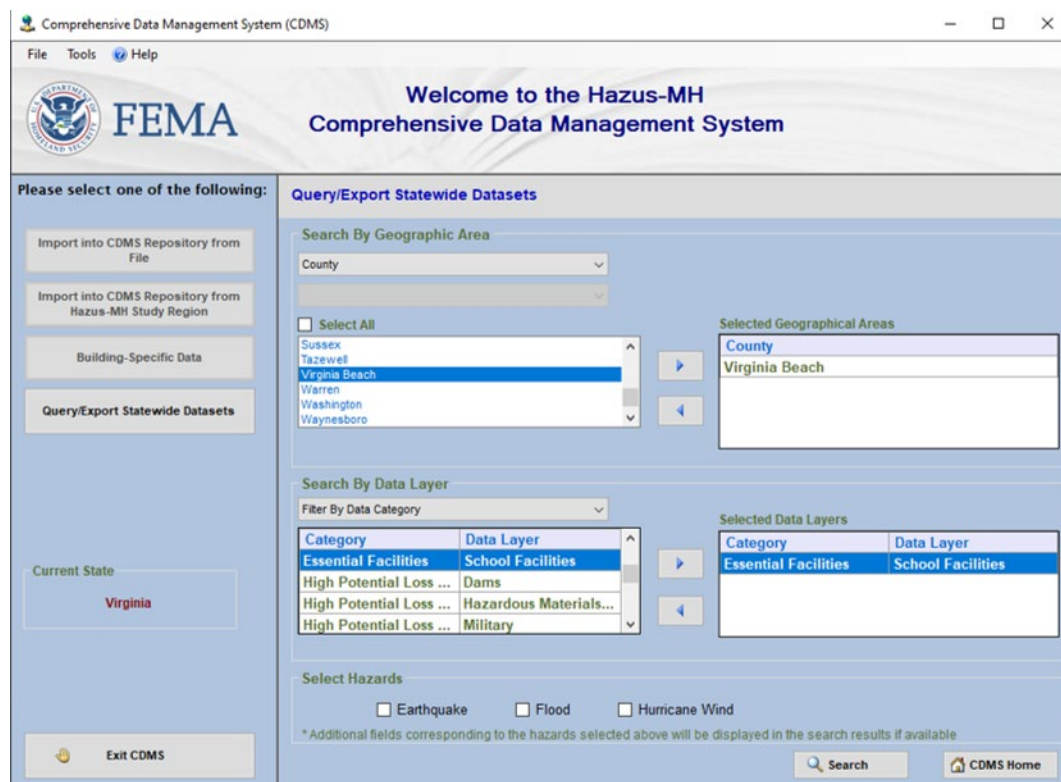 Comprehensive Data Management System (CDMS)
File Tools Help
FEMA
Welcome to the Hazus-MH
Comprehensive Data Management System
Please select one of the following:
Import into CDMS Repository from
File
Import into CDMS Repository from
Hazus-MH Study Region
Building-Specific Data
Query/Export Statewide Datasets
Current State
Virginia
Exit CDMS
Query/Export Statewide Datasets
Search By Geographic Area
County
Select All
Sussex
Tazewell
Virginia Beach
Warren
Washington
Waynesboro
Selected Geographical Areas
County
Virginia Beach
Search By Data Layer
Filter By Data Category
Category Data Layer
Essential Facilities School Facilities
High Potential Loss ... Dams
High Potential Loss ... Hazardous Materials...
High Potential Loss ... Military
Selected Data Layers
Category Data Layer
Essential Facilities School Facilities
Select Hazards
Earthquake Flood Hurricane Wind
*Additional fields corresponding to the hazards selected above will be displayed in the search results if available
Search CDMS Home